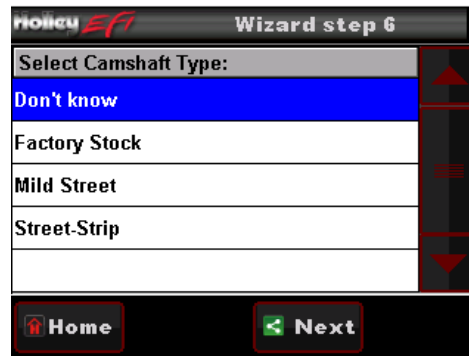 Holley EFI
Wizard step 6
Select Camshaft Type:
Don't know
Factory Stock
Mild Street
Street-Strip
Home
Next